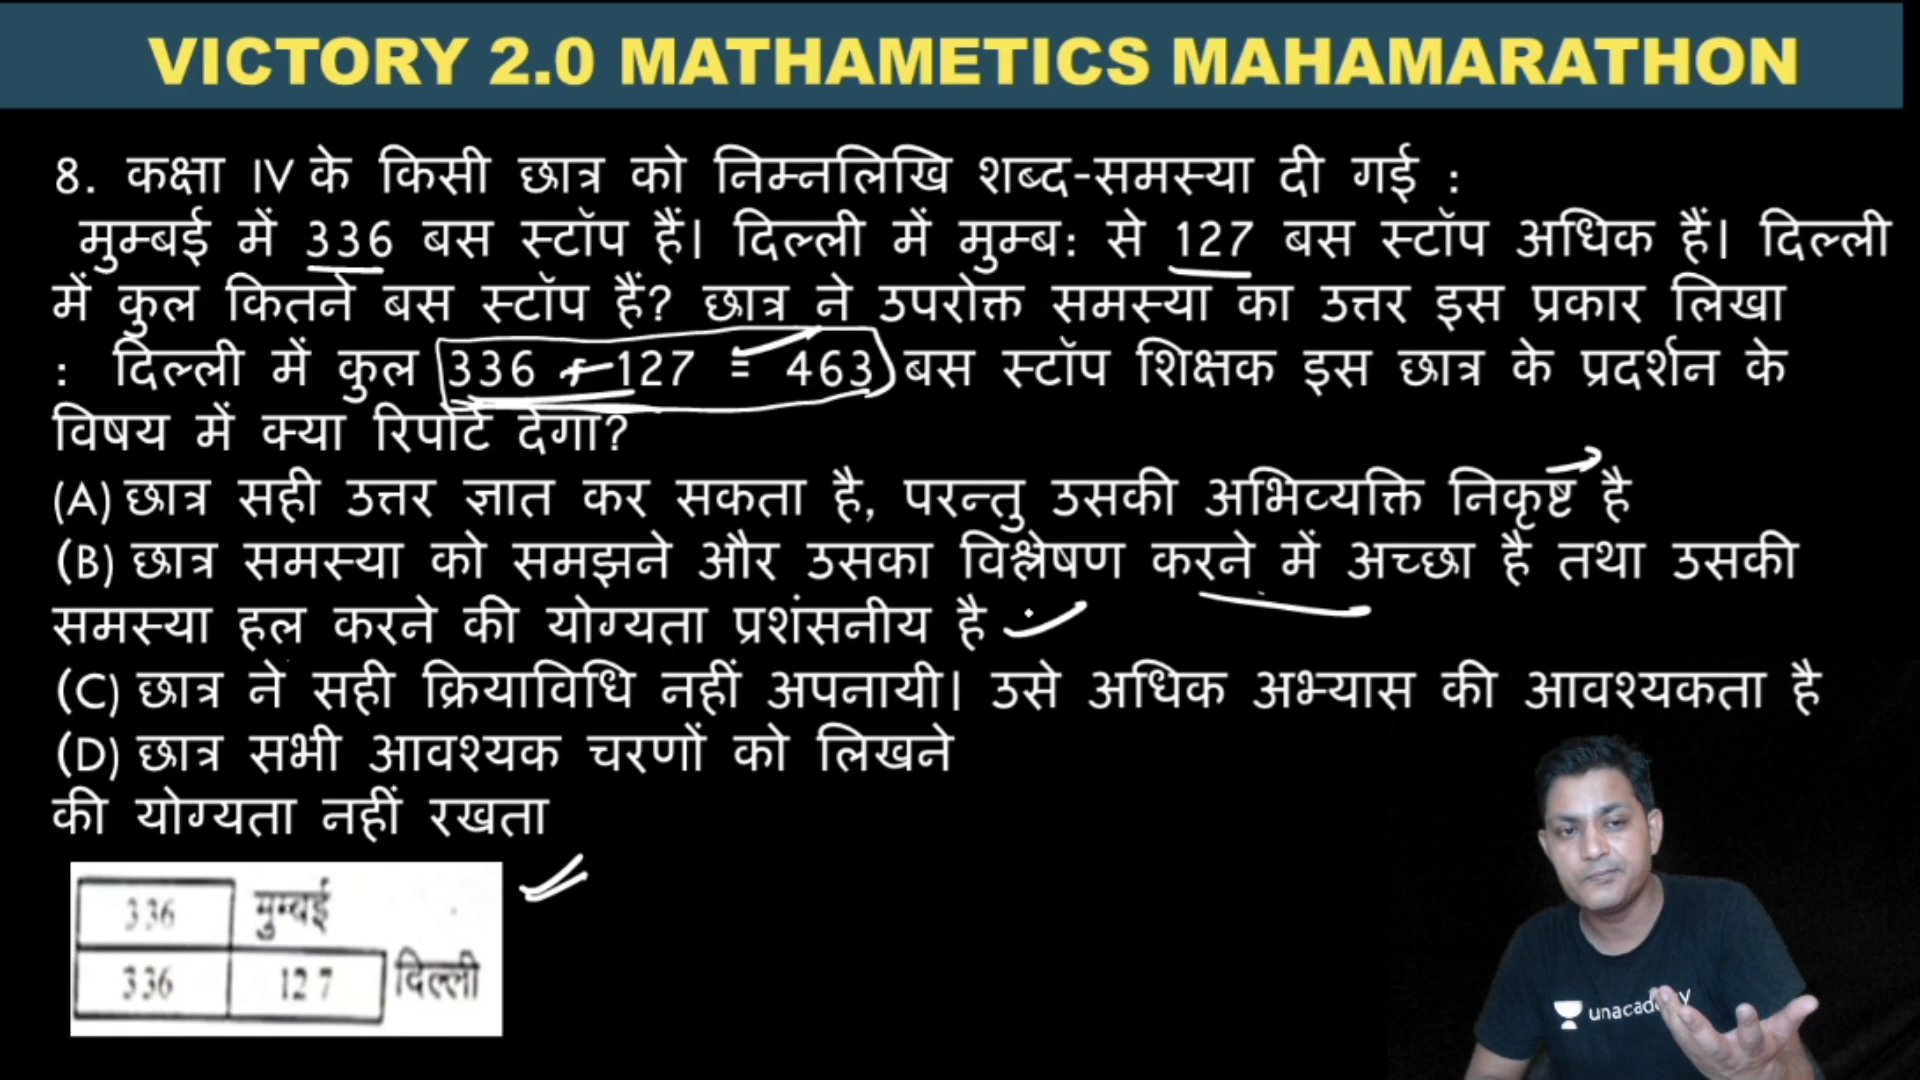 VICTORY 2.0 MATHAMETICS MAHAMARATHON
8. कक्षा IV के किसी छात्र को निम्नलिखि शब्द-समस्या दी गई :
मुम्बई में 336 बस स्टॉप हैं। दिल्ली में मुम्ब: से 127 बस स्टॉप अधिक हैं। दिल्ली
में कुल कितने बस स्टॉप हैं? छात्र ने उपरोक्त समस्या का उत्तर इस प्रकार लिखा
: दिल्ली में कुल 336 + 127 = 463 बस स्टॉप शिक्षक इस छात्र के प्रदर्शन के
विषय में क्या रिपोर्ट देगा?
(A) छात्र सही उत्तर ज्ञात कर सकता है, परन्तु उसकी अभिव्यक्ति निकृष्ट है
(B) छात्र समस्या को समझने और उसका विश्लेषण करने में अच्छा है तथा उसकी
समस्या हल करने की योग्यता प्रशंसनीय है
(C) छात्र ने सही क्रियाविधि नहीं अपनायी। उसे अधिक अभ्यास की आवश्यकता है
(D) छात्र सभी आवश्यक चरणों को लिखने
की योग्यता नहीं रखता
336 मुम्बई
336 127 दिल्ली
unacademy